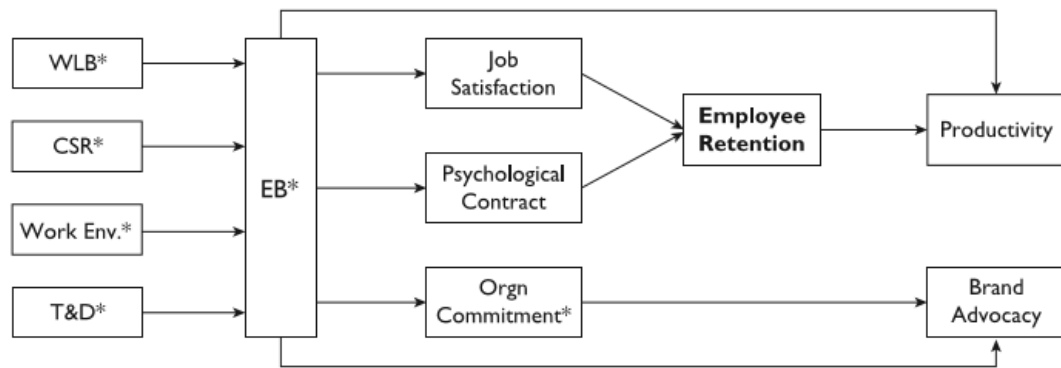 WLB*
CSR*
Work Env.*
T&D*
EB*
Job
Satisfaction
Psychological
Contract
Orgn
Commitment*
Employee
Retention
Productivity
Brand
Advocacy